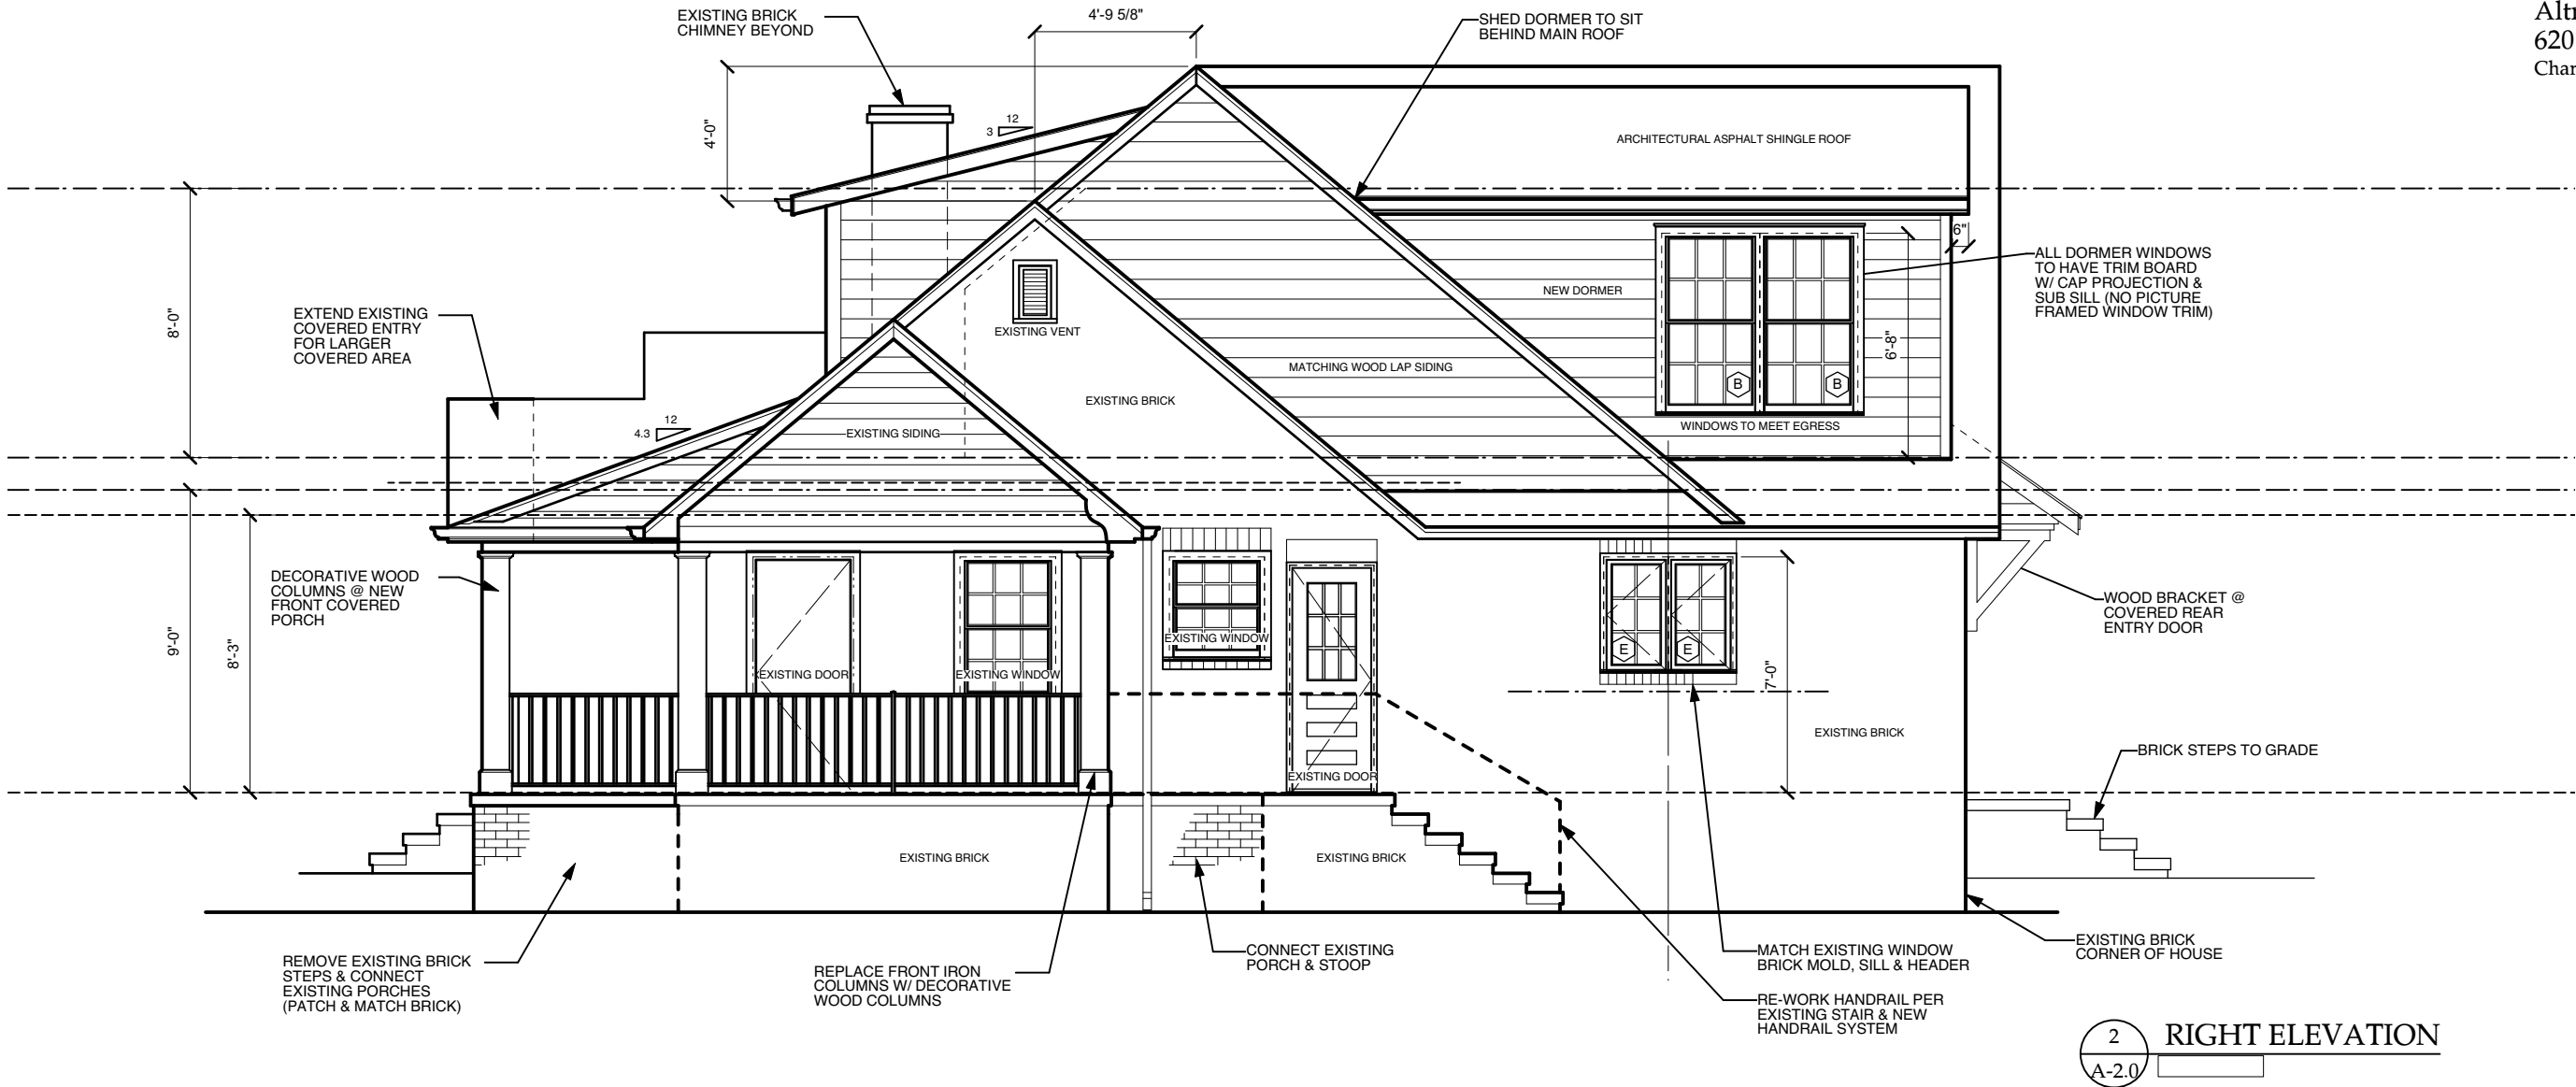 EXISTING BRICK
CHIMNEY BEYOND
4'-9 5/8"
SHED DORMER TO SIT
BEHIND MAIN ROOF
620
4'-0"
12
3
ARCHITECTURAL ASPHALT SHINGLE ROOF
8'-0"
6"
ALL DORMER WINDOWS
TO HAVE TRIM BOARD
W/ CAP PROJECTION &
SUB SILL (NO PICTURE
FRAMED WINDOW TRIM)
NEW DORMER
EXTEND EXISTING
COVERED ENTRY
FOR LARGER
COVERED AREA
EXISTING VENT
6'-8"
MATCHING WOOD LAP SIDING
B
B
EXISTING BRICK
12
4.3
EXISTING SIDING
WINDOWS TO MEET EGRESS
DECORATIVE WOOD
COLUMNS @ NEW
FRONT COVERED
PORCH
9'-0"
8'-3"
EXISTING DOOR
EXISTING WINDOW
EXISTING WINDOW
E
E
7'-0"
WOOD BRACKET @
COVERED REAR
ENTRY DOOR
EXISTING BRICK
BRICK STEPS TO GRADE
EXISTING DOOR
EXISTING BRICK
EXISTING BRICK
REMOVE EXISTING BRICK
STEPS & CONNECT
EXISTING PORCHES
(PATCH & MATCH BRICK)
REPLACE FRONT IRON
COLUMNS W/ DECORATIVE
WOOD COLUMNS
CONNECT EXISTING
PORCH & STOOP
MATCH EXISTING WINDOW
BRICK MOLD, SILL & HEADER
EXISTING BRICK
CORNER OF HOUSE
RE-WORK HANDRAIL PER
EXISTING STAIR & NEW
HANDRAIL SYSTEM
2
A-2.0
RIGHT ELEVATION